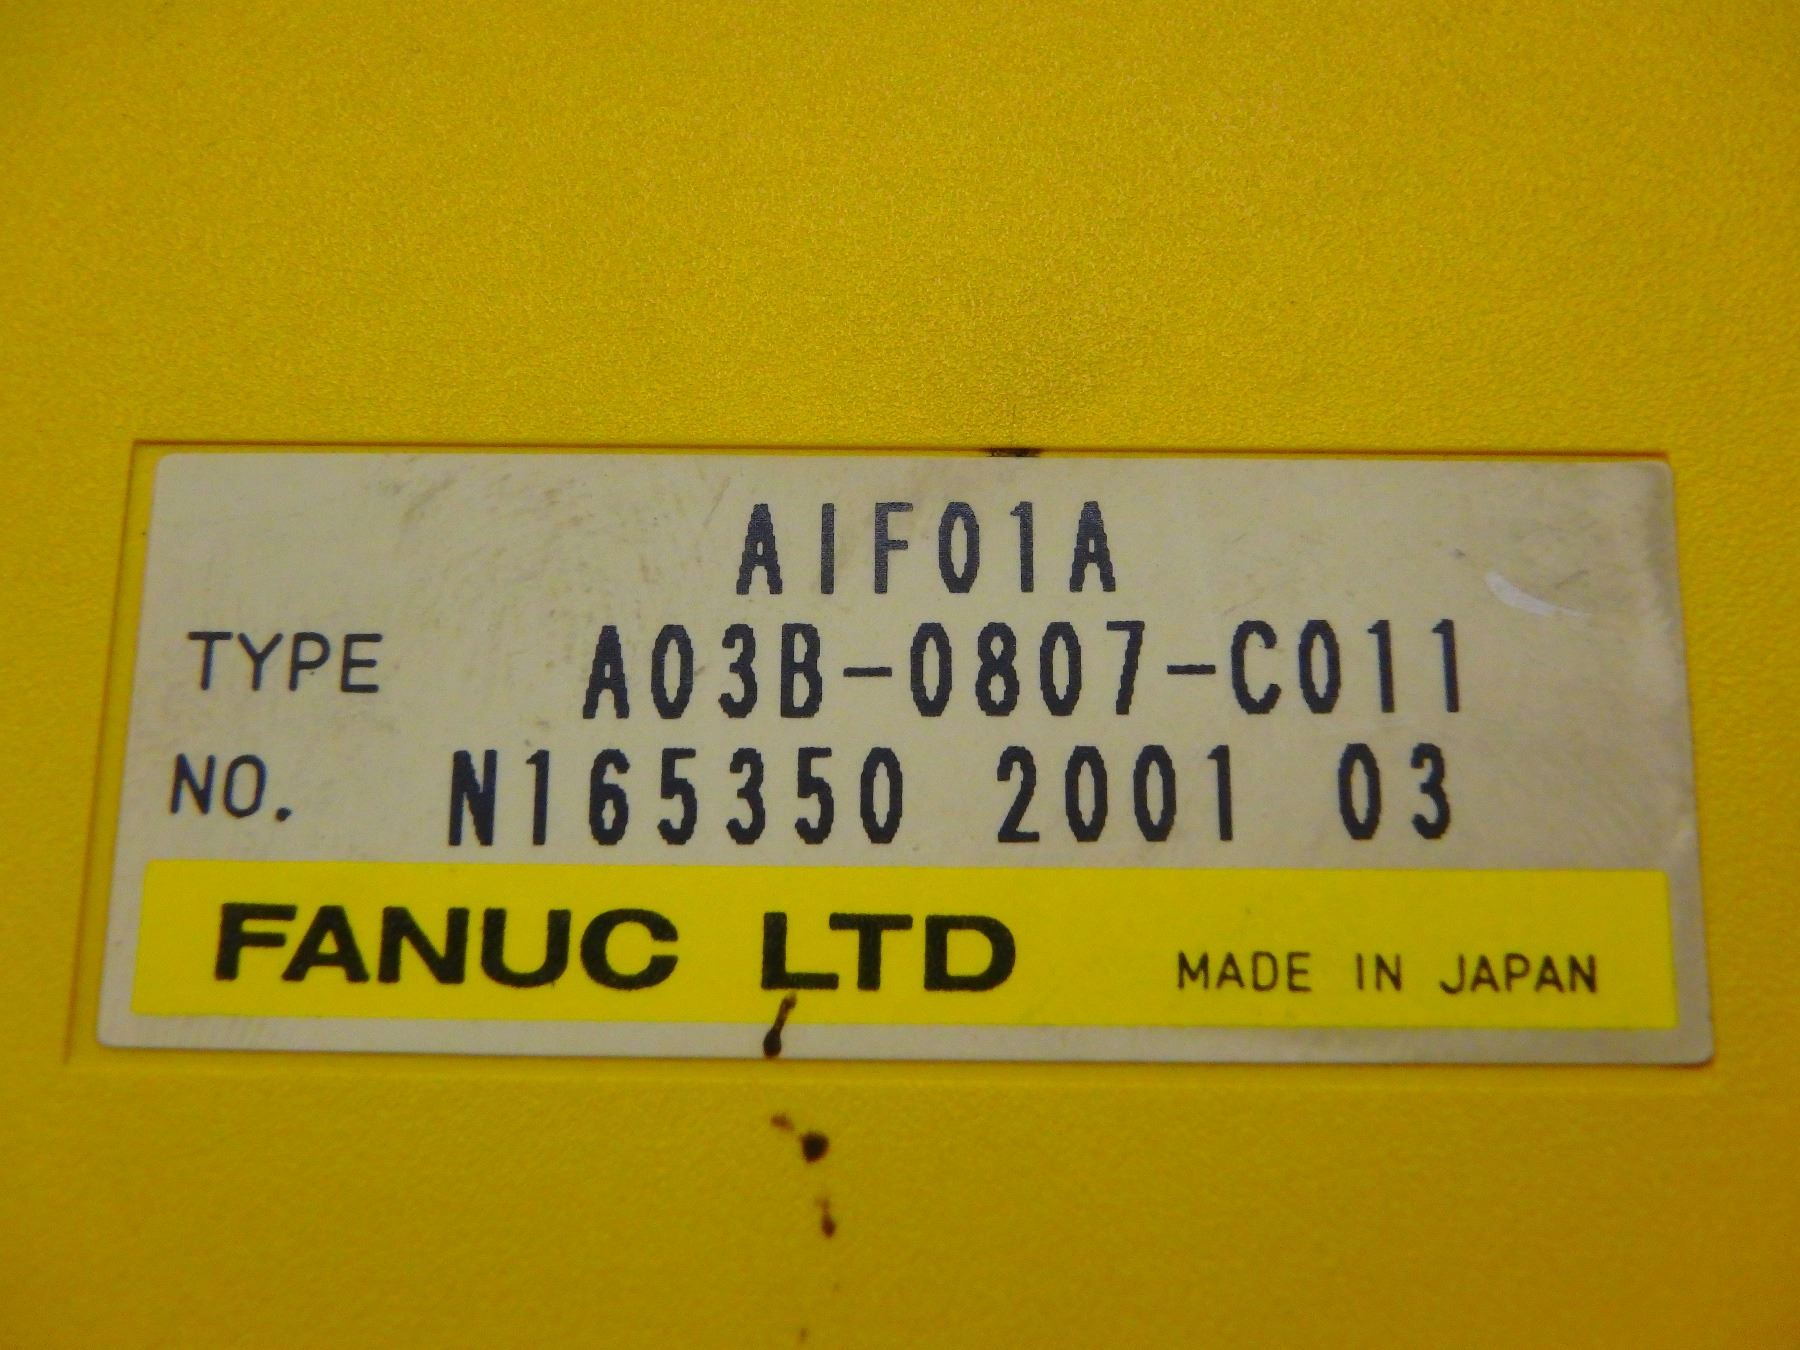 AIF01A
TYPE A03B-0807-C011
NO. N165350 2001 03
FANUC LTD MADE IN JAPAN